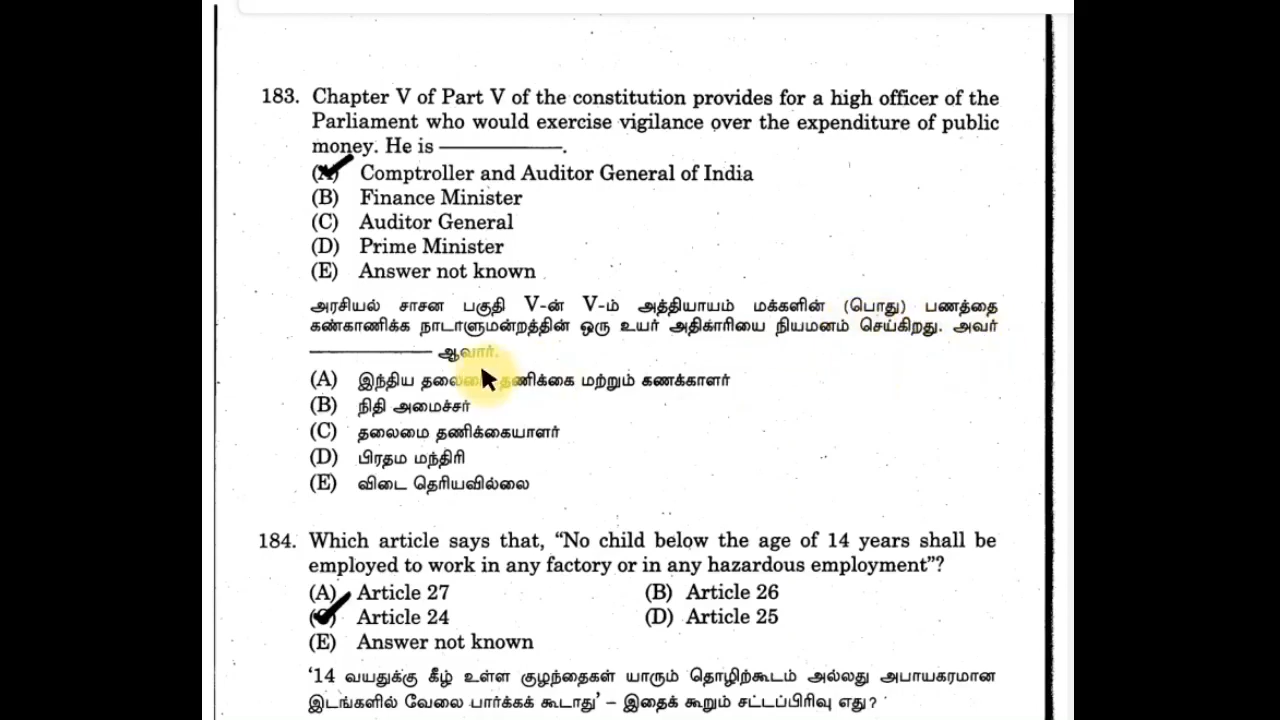 183. Chapter V of Part V of the constitution provides for a high officer of the
Parliament who would exercise vigilance over the expenditure of public
money. He is ————.
(A) Comptroller and Auditor General of India
(B) Finance Minister
(C) Auditor General
(D) Prime Minister
(E) Answer not known
அரசியல் சாசன பகுதி V-ன் V-ம் அத்தியாயம் மக்களின் (பொது) பணத்தை
கண்காணிக்க நாடாளுமன்றத்தின் ஒரு உயர் அதிகாரியை நியமனம் செய்கிறது. அவர்
———— ஆவார்.
(A) இந்திய தலைமை தணிக்கை மற்றும் கணக்காளர்
(B) நிதி அமைச்சர்
(C) தலைமை தணிக்கையாளர்
(D) பிரதம மந்திரி
(E) விடை தெரியவில்லை
184. Which article says that, “No child below the age of 14 years shall be
employed to work in any factory or in any hazardous employment”?
(A) Article 27 (B) Article 26
(C) Article 24 (D) Article 25
(E) Answer not known
‘14 வயதுக்கு கீழ் உள்ள குழந்தைகள் யாரும் தொழிற்கூடம் அல்லது அபாயகரமான
இடங்களில் வேலை பார்க்கக் கூடாது’ – இதைக் கூறும் சட்டப்பிரிவு எது?